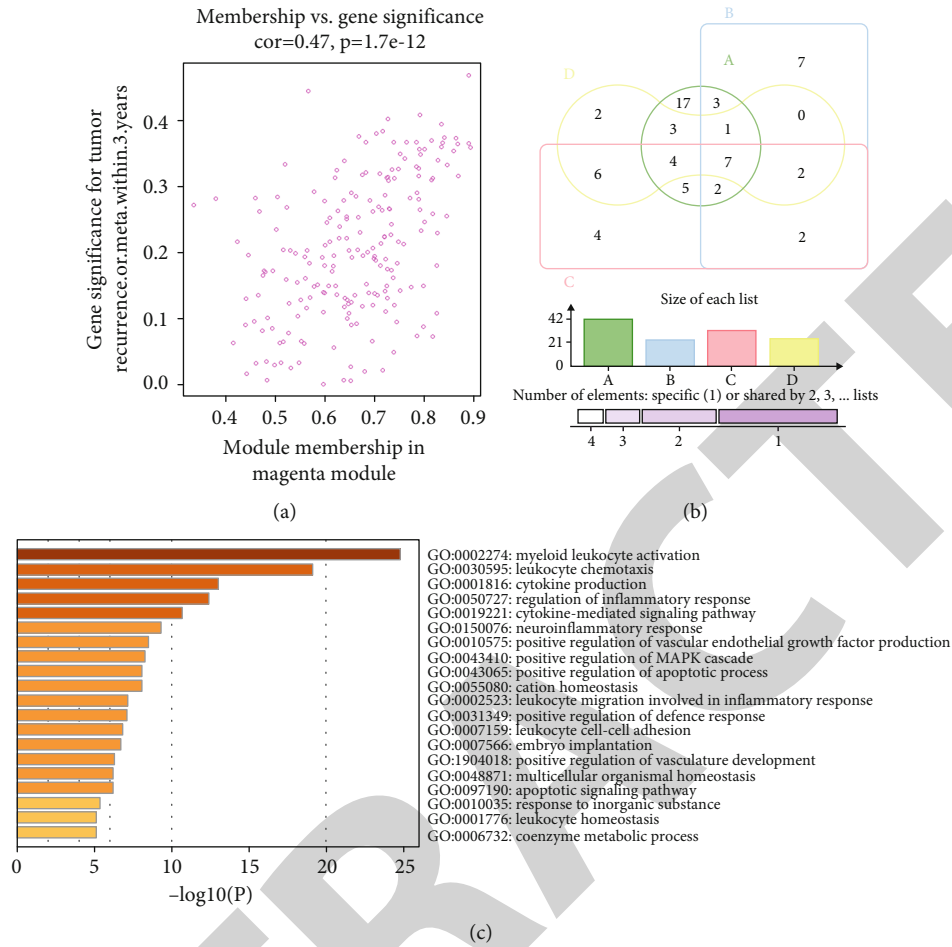 Membership vs. gene significance
cor=0.47, p=1.7e-12
Gene significance for tumor
recurrence.or.meta.within.3.years
0.4
0.3
0.2
0.1
0.0
0.4 0.5 0.6 0.7 0.8 0.9
Module membership in
magenta module
(a)
B
A
D
7
2 17 3 0
3 1
4 7
6 5 2 2
4 2
C
Size of each list
42
21
0
A B C D
Number of elements: specific (1) or shared by 2, 3, ... lists
4 3 2 1
(b)
GO:0002274: myeloid leukocyte activation
GO:0030595: leukocyte chemotaxis
GO:0001816: cytokine production
GO:0050727: regulation of inflammatory response
GO:0019221: cytokine-mediated signaling pathway
GO:0150076: neuroinflammatory response
GO:0010575: positive regulation of vascular endothelial growth factor production
GO:0043410: positive regulation of MAPK cascade
GO:0043065: positive regulation of apoptotic process
GO:0055080: cation homeostasis
GO:0002523: leukocyte migration involved in inflammatory response
GO:0031349: positive regulation of defence response
GO:0007159: leukocyte cell-cell adhesion
GO:0007566: embryo implantation
GO:1904018: positive regulation of vasculature development
GO:0048871: multicellular organismal homeostasis
GO:0097190: apoptotic signaling pathway
GO:0010035: response to inorganic substance
GO:0001776: leukocyte homeostasis
GO:0006732: coenzyme metabolic process
0 5 10 15 20 25
–log10(P)
(c)